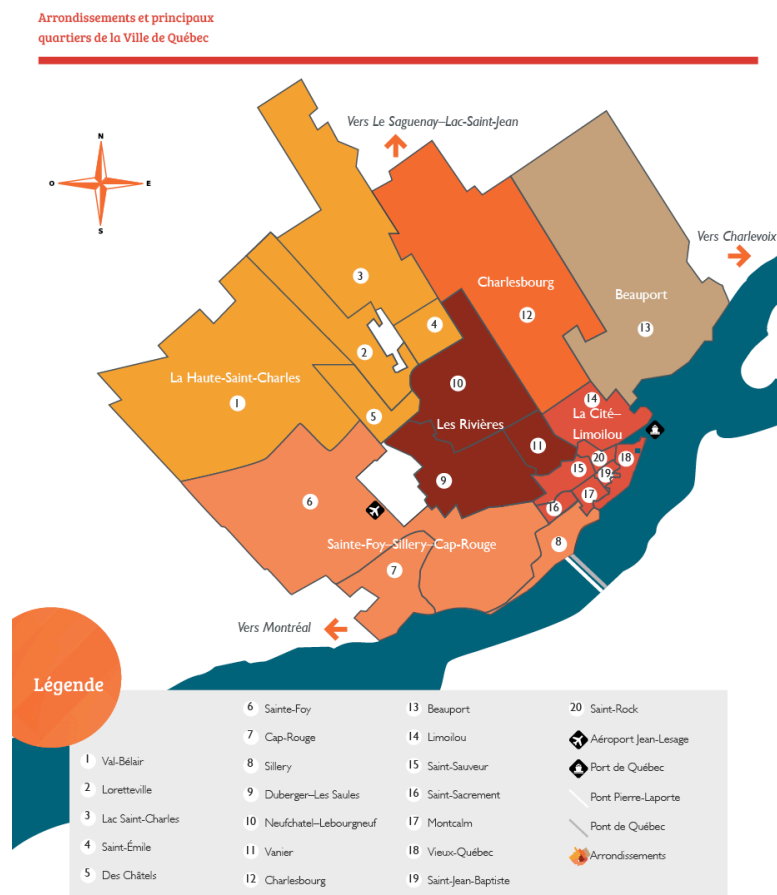 Arrondissements et principaux
quartiers de la Ville de Québec
Vers Le Saguenay–Lac-Saint-Jean
N
O
E
S
Vers Charlevoix
3
Charlesbourg
Beauport
12
13
4
2
La Haute-Saint-Charles
1
10
14
5
Les Rivières
La Cité–
Limoilou
11
20
18
15
19
9
17
6
16
Sainte-Foy–Sillery–Cap-Rouge
8
7
Vers Montréal
Légende
1 Val-Bélair
2 Loretteville
3 Lac Saint-Charles
4 Saint-Émile
5 Des Châtels
6 Sainte-Foy
7 Cap-Rouge
8 Sillery
9 Duberger–Les Saules
10 Neufchatel–Lebourgneuf
11 Vanier
12 Charlesbourg
13 Beauport
14 Limoilou
15 Saint-Sauveur
16 Saint-Sacrement
17 Montcalm
18 Vieux-Québec
19 Saint-Jean-Baptiste
20 Saint-Rock
Aéroport Jean-Lesage
Port de Québec
Pont Pierre-Laporte
Pont de Québec
Arrondissements